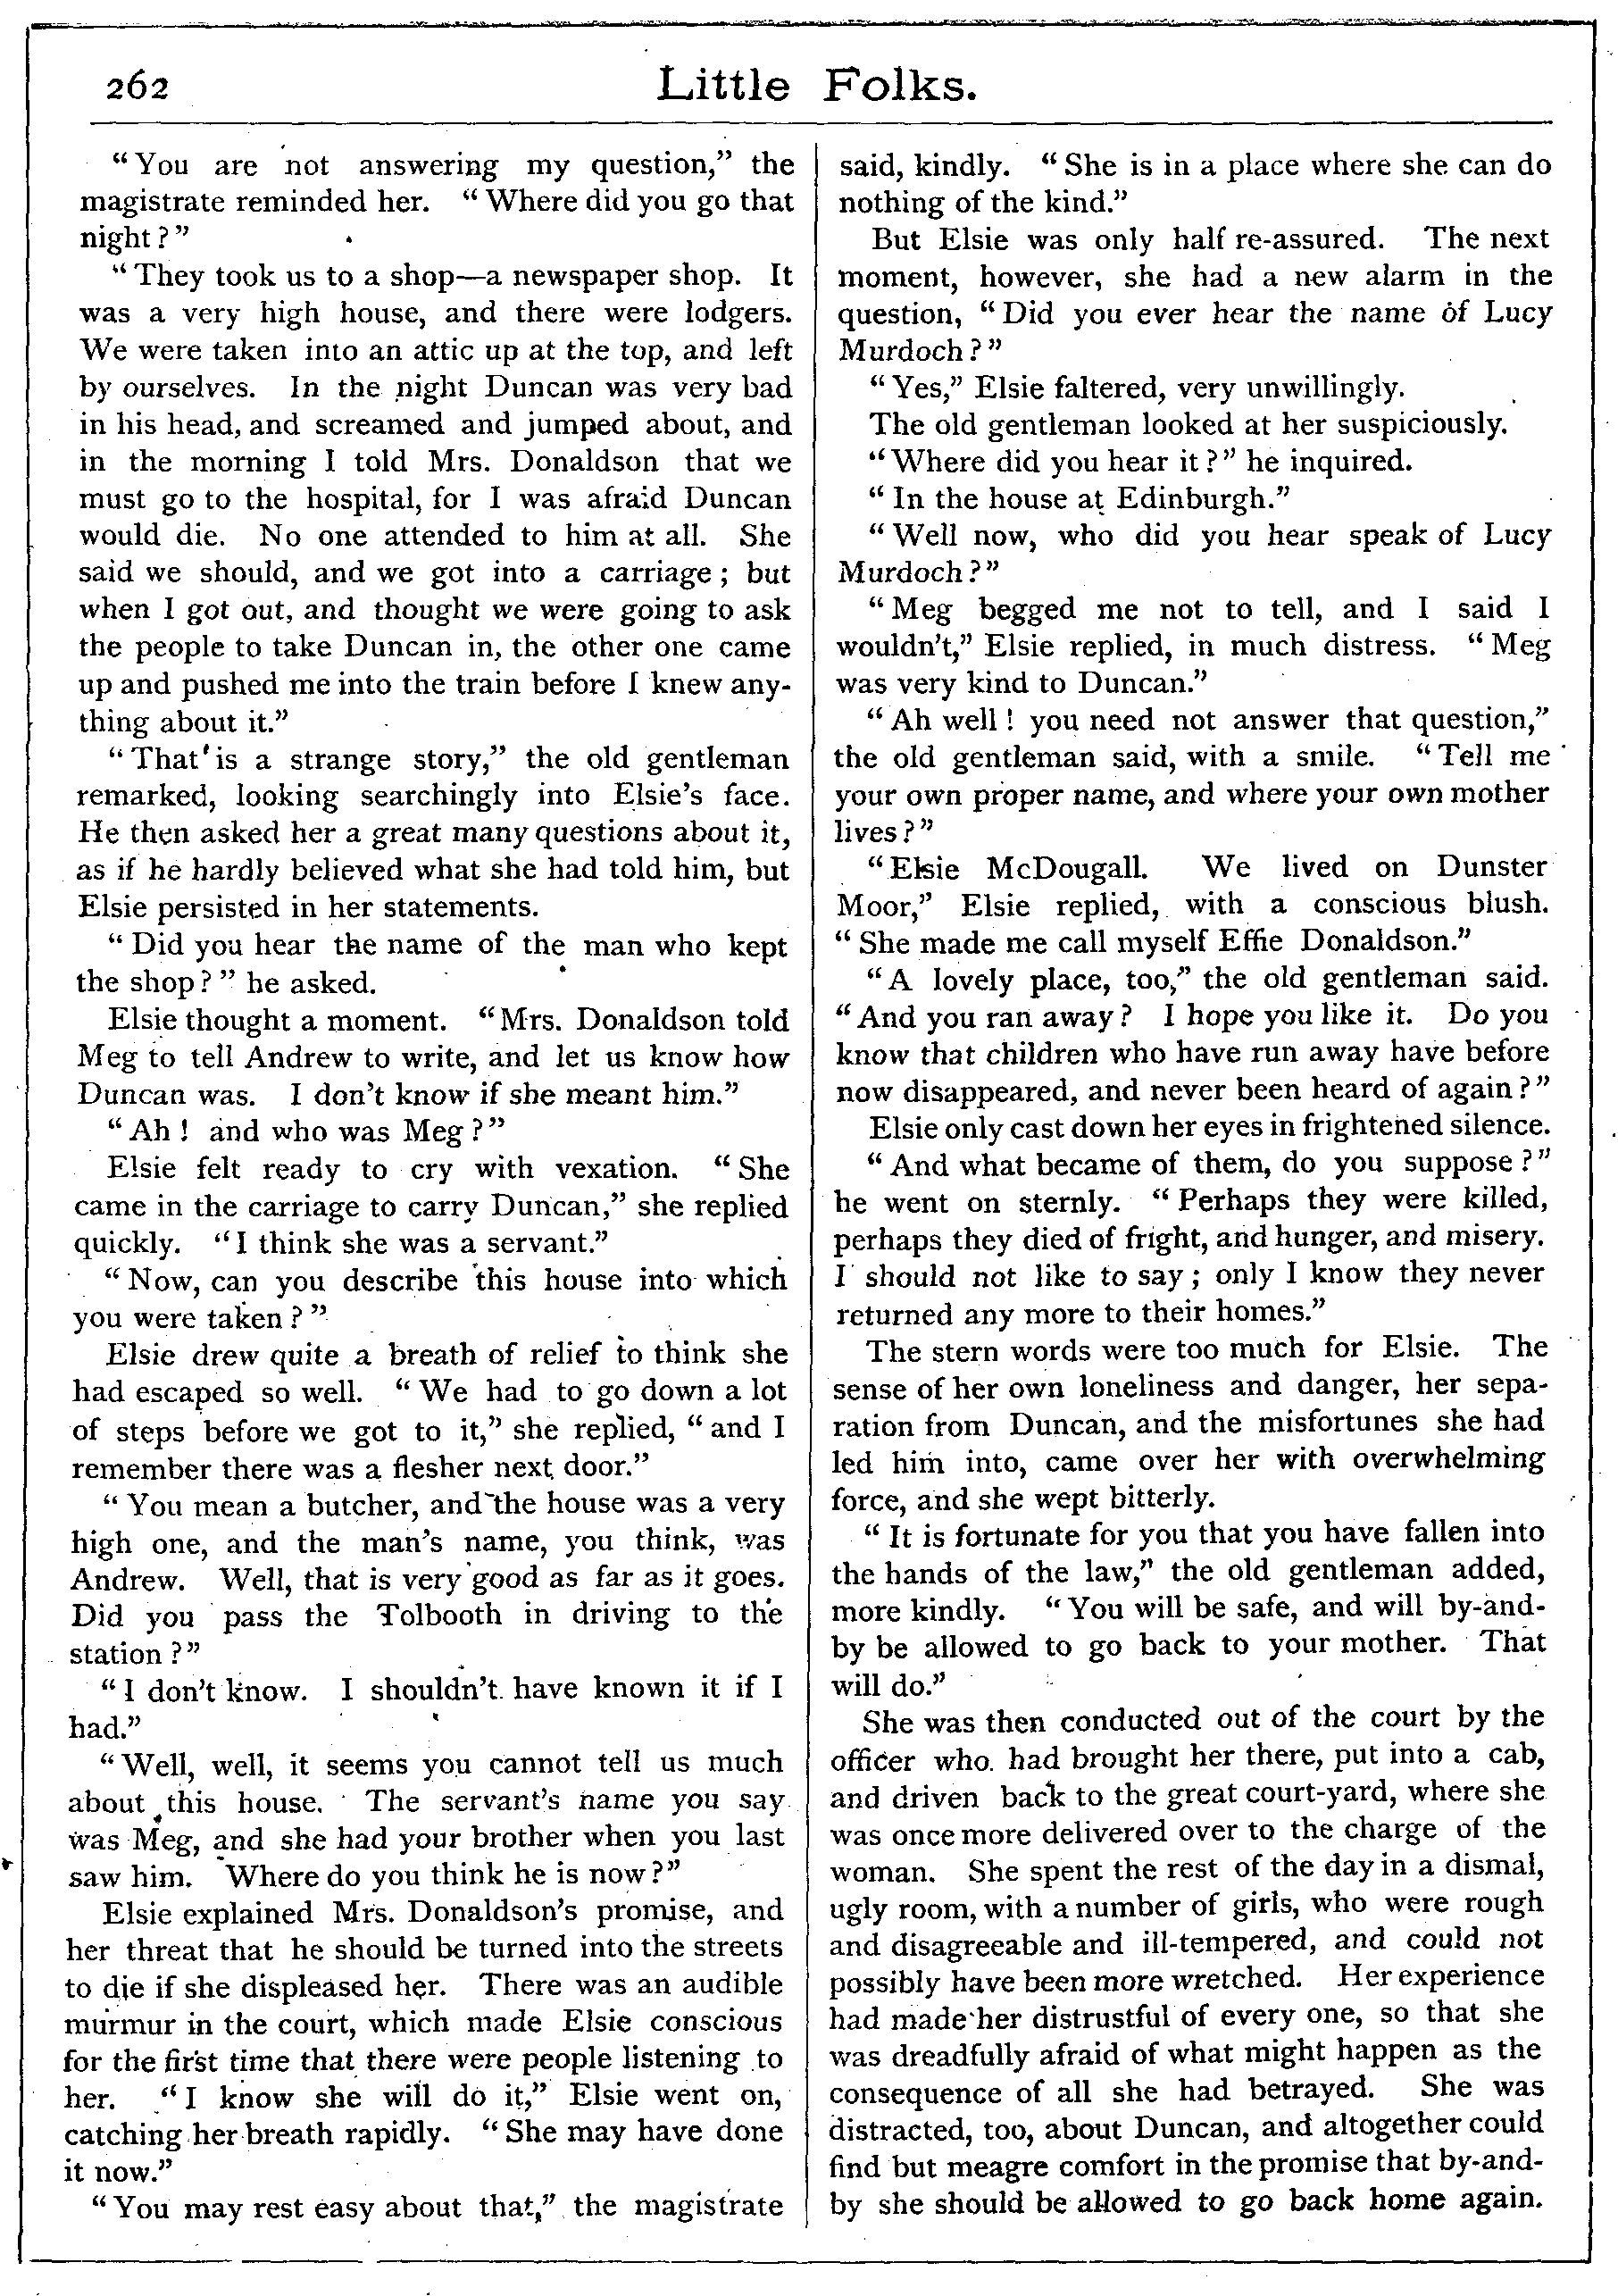 262
Little Folks.
“You are not answering my question,” the
magistrate reminded her. “Where did you go that
night?”
“They took us to a shop—a newspaper shop. It
was a very high house, and there were lodgers.
We were taken into an attic up at the top, and left
by ourselves. In the night Duncan was very bad
in his head, and screamed and jumped about, and
in the morning I told Mrs. Donaldson that we
must go to the hospital, for I was afraid Duncan
would die. No one attended to him at all. She
said we should, and we got into a carriage; but
when I got out, and thought we were going to ask
the people to take Duncan in, the other one came
up and pushed me into the train before I knew any-
thing about it.”
“That is a strange story,” the old gentleman
remarked, looking searchingly into Elsie’s face.
He then asked her a great many questions about it,
as if he hardly believed what she had told him, but
Elsie persisted in her statements.
“Did you hear the name of the man who kept
the shop?” he asked.
Elsie thought a moment. “Mrs. Donaldson told
Meg to tell Andrew to write, and let us know how
Duncan was. I don’t know if she meant him.”
“Ah! and who was Meg?”
Elsie felt ready to cry with vexation. “She
came in the carriage to carry Duncan,” she replied
quickly. “I think she was a servant.”
“Now, can you describe this house into which
you were taken?”
Elsie drew quite a breath of relief to think she
had escaped so well. “We had to go down a lot
of steps before we got to it,” she replied, “and I
remember there was a flesher next door.”
“You mean a butcher, and the house was a very
high one, and the man’s name, you think, was
Andrew. Well, that is very good as far as it goes.
Did you pass the Tolbooth in driving to the
station?”
“I don’t know. I shouldn’t have known it if I
had.”
“Well, well, it seems you cannot tell us much
about this house. The servant’s name you say
was Meg, and she had your brother when you last
saw him. Where do you think he is now?”
Elsie explained Mrs. Donaldson’s promise, and
her threat that he should be turned into the streets
to die if she displeased her. There was an audible
murmur in the court, which made Elsie conscious
for the first time that there were people listening to
her. “I know she will do it,” Elsie went on,
catching her breath rapidly. “She may have done
it now.”
“You may rest easy about that,” the magistrate
said, kindly. “She is in a place where she can do
nothing of the kind.”
But Elsie was only half re-assured. The next
moment, however, she had a new alarm in the
question, “Did you ever hear the name of Lucy
Murdoch?”
“Yes,” Elsie faltered, very unwillingly.
The old gentleman looked at her suspiciously.
“Where did you hear it?” he inquired.
“In the house at Edinburgh.”
“Well now, who did you hear speak of Lucy
Murdoch?”
“Meg begged me not to tell, and I said I
wouldn’t,” Elsie replied, in much distress. “Meg
was very kind to Duncan.”
“Ah well! you need not answer that question,”
the old gentleman said, with a smile. “Tell me
your own proper name, and where your own mother
lives?”
“Elsie McDougall. We lived on Dunster
Moor,” Elsie replied, with a conscious blush.
“She made me call myself Effie Donaldson.”
“A lovely place, too,” the old gentleman said.
“And you ran away? I hope you like it. Do you
know that children who have run away have before
now disappeared, and never been heard of again?”
Elsie only cast down her eyes in frightened silence.
“And what became of them, do you suppose?”
he went on sternly. “Perhaps they were killed,
perhaps they died of fright, and hunger, and misery.
I should not like to say; only I know they never
returned any more to their homes.”
The stern words were too much for Elsie. The
sense of her own loneliness and danger, her sepa-
ration from Duncan, and the misfortunes she had
led him into, came over her with overwhelming
force, and she wept bitterly.
“It is fortunate for you that you have fallen into
the hands of the law,” the old gentleman added,
more kindly. “You will be safe, and will by-and-
by be allowed to go back to your mother. That
will do.”
She was then conducted out of the court by the
officer who had brought her there, put into a cab,
and driven back to the great court-yard, where she
was once more delivered over to the charge of the
woman. She spent the rest of the day in a dismal,
ugly room, with a number of girls, who were rough
and disagreeable and ill-tempered, and could not
possibly have been more wretched. Her experience
had made her distrustful of every one, so that she
was dreadfully afraid of what might happen as the
consequence of all she had betrayed. She was
distracted, too, about Duncan, and altogether could
find but meagre comfort in the promise that by-and-
by she should be allowed to go back home again.